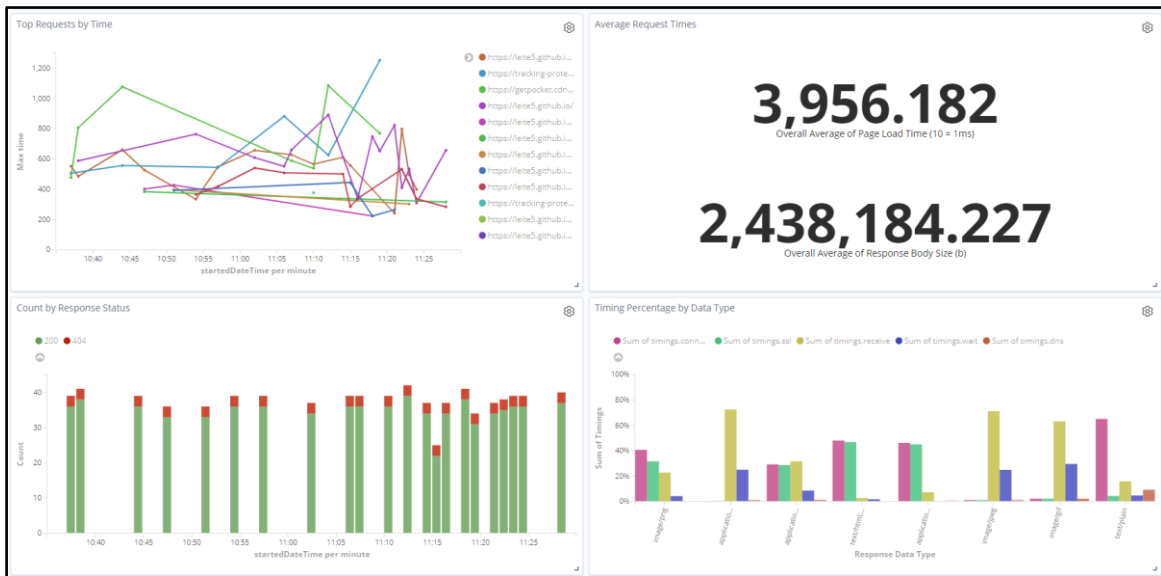 Top Requests by Time
1,200
1,000
800
600
400
200
0
Max time
10:40 10:45 10:50 10:55 11:00 11:05 11:10 11:15 11:20 11:25
startedDateTime per minute
https://leite5.github.i...
https://tracking-prote...
https://getpocket.cdn...
https://leite5.github.io/
https://leite5.github.i...
https://leite5.github.i...
https://leite5.github.i...
https://leite5.github.i...
https://leite5.github.i...
https://tracking-prote...
https://leite5.github.i...
https://leite5.github.i...
Average Request Times
3,956.182
Overall Average of Page Load Time (10 = 1ms)
2,438,184.227
Overall Average of Response Body Size (b)
Count by Response Status
200 404
40
30
20
10
0
Count
10:40 10:45 10:50 10:55 11:00 11:05 11:10 11:15 11:20 11:25
startedDateTime per minute
Timing Percentage by Data Type
Sum of timings.conn... Sum of timings.ssl Sum of timings.receive Sum of timings.wait Sum of timings.dns
100%
80%
60%
40%
20%
0%
Sum of Timings
image/png
applicatio...
applicatio...
text/html;...
applicatio...
image/jpeg
image/gif
text/plain
Response Data Type